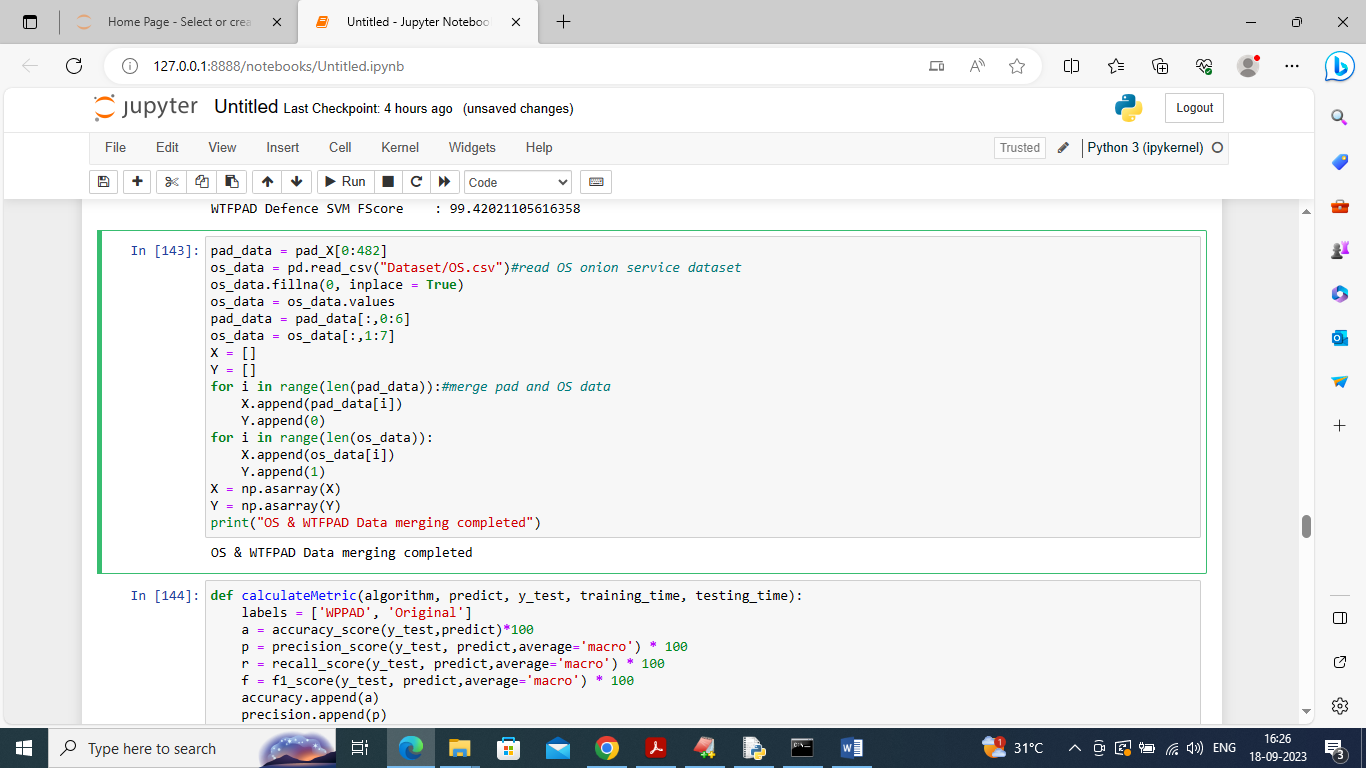 Home Page - Select or crea
Untitled - Jupyter Noteboo
127.0.0.1:8888/notebooks/Untitled.ipynb
jupyter Untitled Last Checkpoint: 4 hours ago (unsaved changes)
Logout
File Edit View Insert Cell Kernel Widgets Help
Trusted
Python 3 (ipykernel)
Run
Code
WTFPAD Defence SVM FScore    : 99.42021105616358
In [143]:
pad_data = pad_X[0:482]
os_data = pd.read_csv("Dataset/OS.csv")#read OS onion service dataset
os_data.fillna(0, inplace = True)
os_data = os_data.values
pad_data = pad_data[:,0:6]
os_data = os_data[:,1:7]
X = []
Y = []
for i in range(len(pad_data)):#merge pad and OS data
    X.append(pad_data[i])
    Y.append(0)
for i in range(len(os_data)):
    X.append(os_data[i])
    Y.append(1)
X = np.asarray(X)
Y = np.asarray(Y)
print("OS & WTFPAD Data merging completed")
OS & WTFPAD Data merging completed
In [144]:
def calculateMetric(algorithm, predict, y_test, training_time, testing_time):
    labels = ['WPPAD', 'Original']
    a = accuracy_score(y_test,predict)*100
    p = precision_score(y_test, predict,average='macro') * 100
    r = recall_score(y_test, predict,average='macro') * 100
    f = f1_score(y_test, predict,average='macro') * 100
    accuracy.append(a)
    precision.append(p)
Type here to search
1
31°C
ENG
16:26
18-09-2023
3